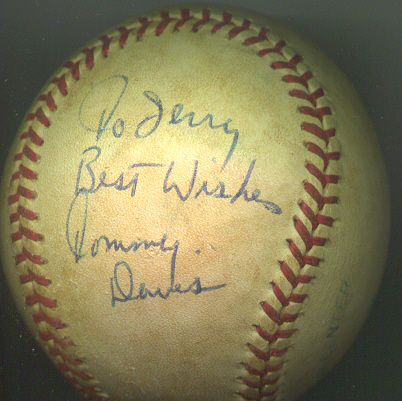 To Jerry
Best Wishes
Tommy
Davis